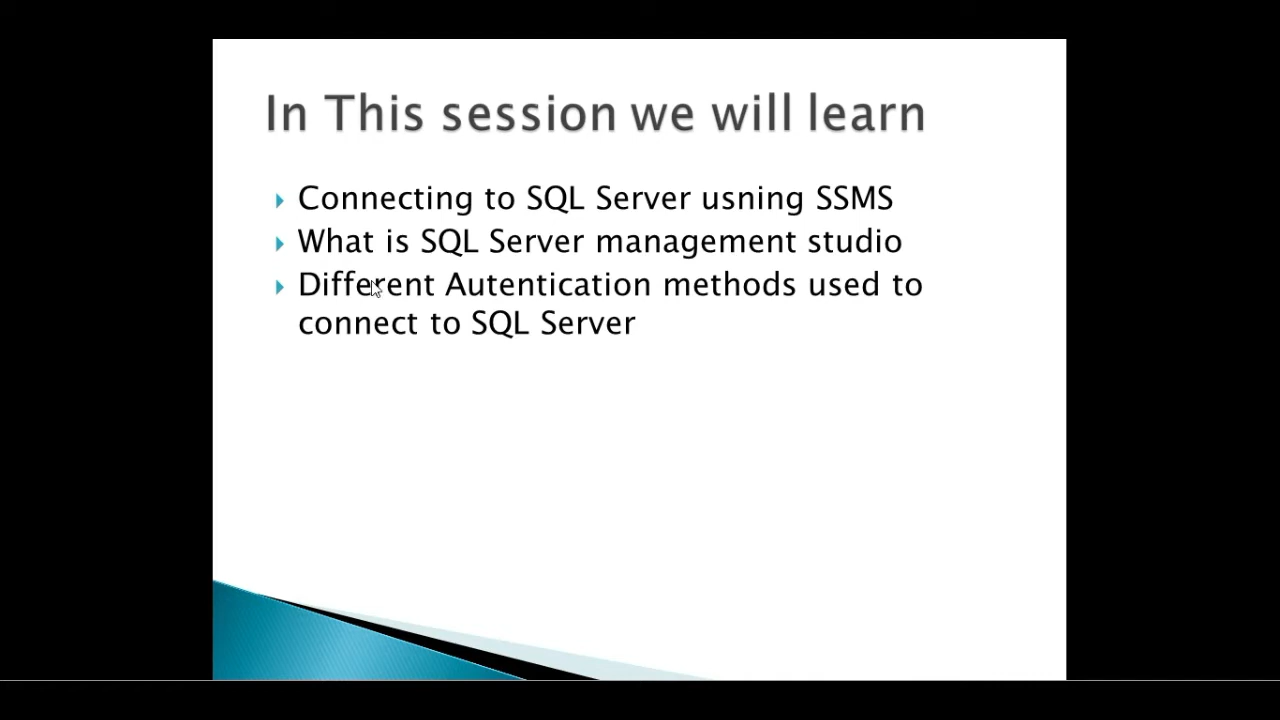 In This session we will learn
Connecting to SQL Server usning SSMS
What is SQL Server management studio
Different Autentication methods used to
connect to SQL Server